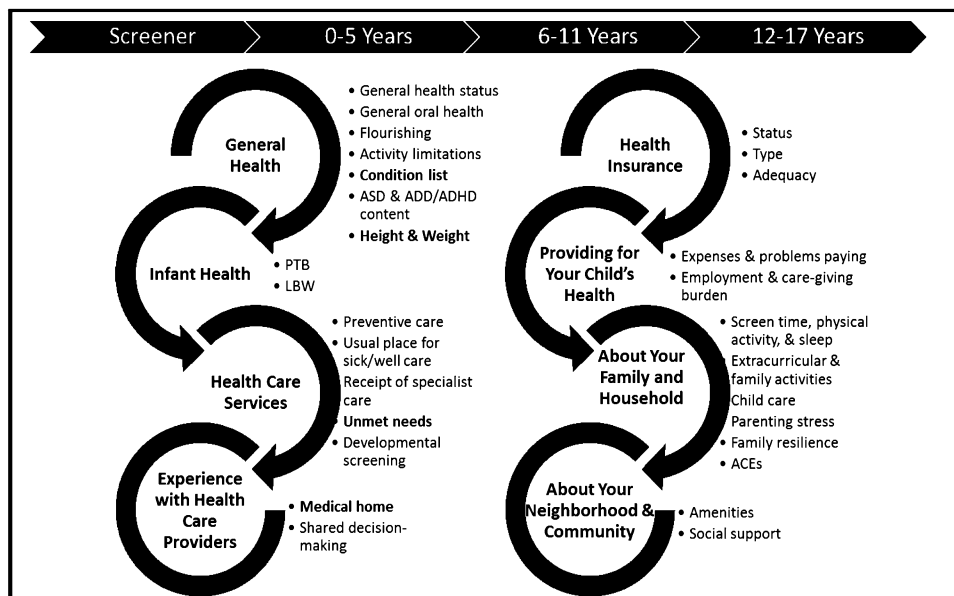 Screener
0-5 Years
6-11 Years
12-17 Years
General
Health
• General health status
• General oral health
• Flourishing
• Activity limitations
• Condition list
• ASD & ADD/ADHD
content
• Height & Weight
Infant Health
• PTB
• LBW
Health Care
Services
• Preventive care
• Usual place for
sick/well care
Receipt of specialist
care
• Unmet needs
• Developmental
screening
Experience
with Health
Care
Providers
• Medical home
• Shared decision-
making
Health
Insurance
• Status
• Type
• Adequacy
Providing for
Your Child's
Health
• Expenses & problems paying
• Employment & care-giving
burden
About Your
Family and
Household
• Screen time, physical
activity, & sleep
• Extracurricular &
family activities
Child care
Parenting stress
• Family resilience
• ACEs
About Your
Neighborhood &
Community
• Amenities
• Social support